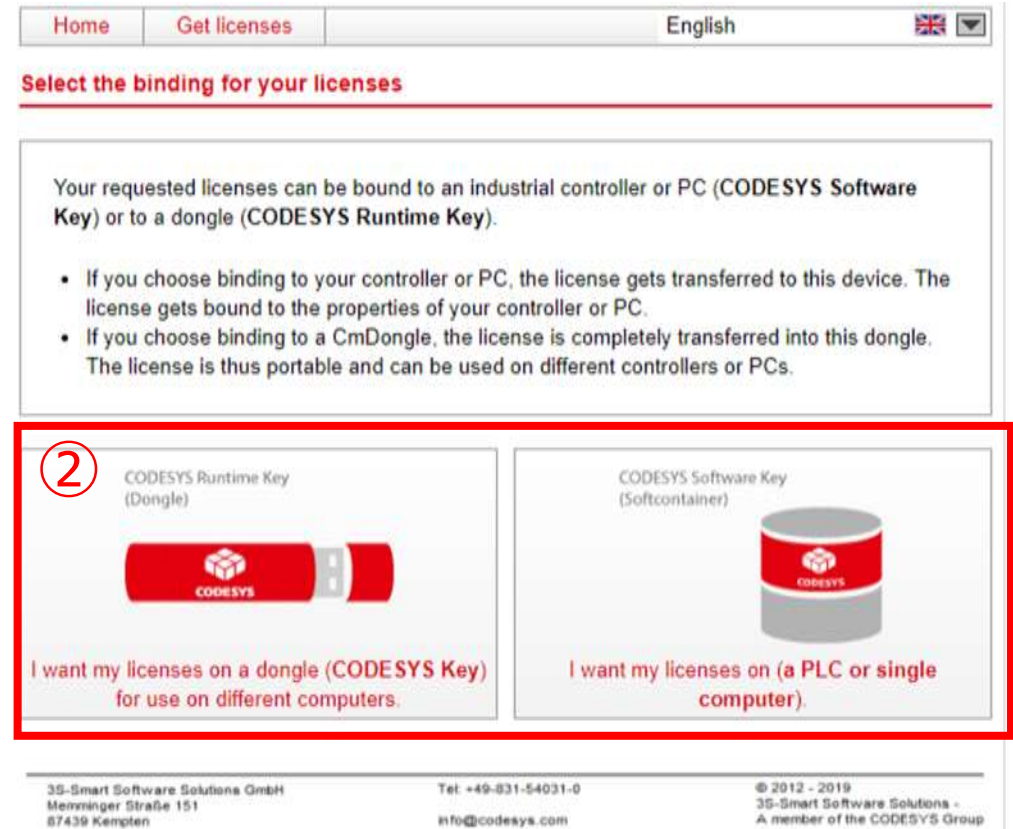 Home Get licenses English
Select the binding for your licenses
Your requested licenses can be bound to an industrial controller or PC (CODESYS Software
Key) or to a dongle (CODESYS Runtime Key).
• If you choose binding to your controller or PC, the license gets transferred to this device. The
license gets bound to the properties of your controller or PC.
• If you choose binding to a CmDongle, the license is completely transferred into this dongle.
The license is thus portable and can be used on different controllers or PCs.
②
CODESYS Runtime Key
(Dongle)
CODESYS
I want my licenses on a dongle (CODESYS Key)
for use on different computers.
CODESYS Software Key
(Softcontainer)
CODESYS
I want my licenses on (a PLC or single
computer).
3S-Smart Software Solutions GmbH
Memminger Straße 151
87439 Kempten
Tel: +49-831-54031-0
info@codesys.com
© 2012 - 2019
3S-Smart Software Solutions -
A member of the CODESYS Group